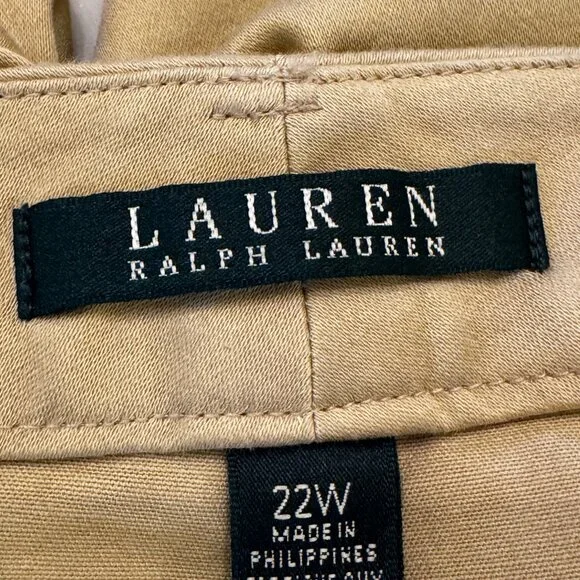 LAUREN
RALPH LAUREN
22W
MADE IN
PHILIPPINES